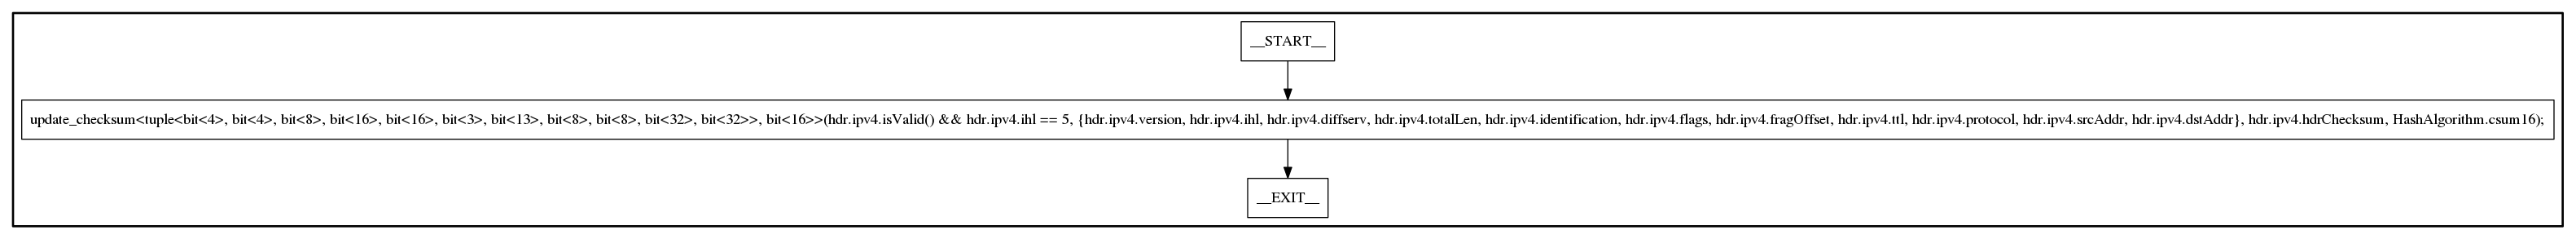 __START__
update_checksum<tuple<bit<4>, bit<4>, bit<8>, bit<16>, bit<16>, bit<3>, bit<13>, bit<8>, bit<8>, bit<32>, bit<32>>, bit<16>>(hdr.ipv4.isValid() && hdr.ipv4.ihl == 5, {hdr.ipv4.version, hdr.ipv4.ihl, hdr.ipv4.diffserv, hdr.ipv4.totalLen, hdr.ipv4.identification, hdr.ipv4.flags, hdr.ipv4.fragOffset, hdr.ipv4.ttl, hdr.ipv4.protocol, hdr.ipv4.srcAddr, hdr.ipv4.dstAddr}, hdr.ipv4.hdrChecksum, HashAlgorithm.csum16);
__EXIT__